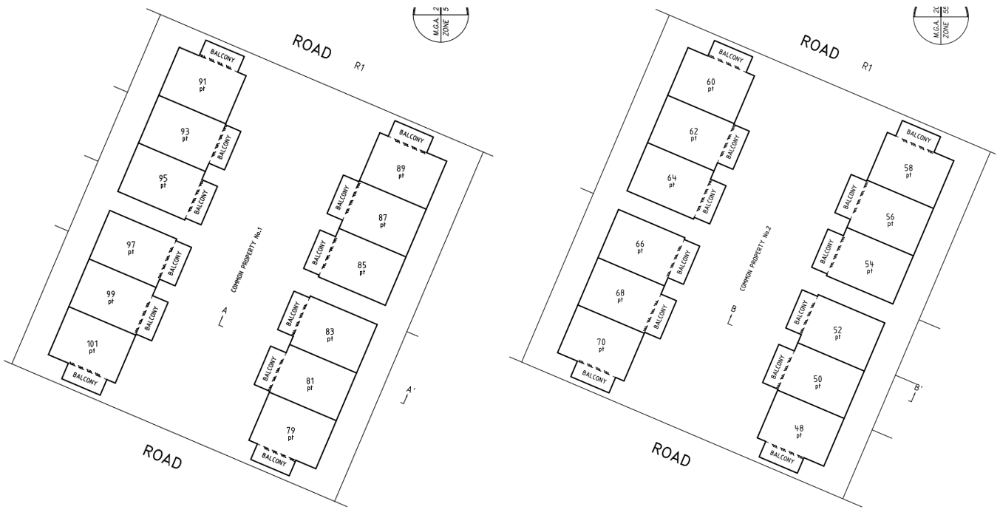 M.G.A. 2
ZONE 5
ROAD
R1
BALCONY
91
pt
93
pt
BALCONY
95
pt
BALCONY
BALCONY
89
pt
BALCONY
87
pt
BALCONY
85
pt
97
pt
BALCONY
99
pt
BALCONY
101
pt
BALCONY
COMMON PROPERTY No.1
A
BALCONY
83
pt
BALCONY
81
pt
79
pt
BALCONY
A'
ROAD
M.G.A. 20
ZONE 55
ROAD
R1
BALCONY
60
pt
62
pt
BALCONY
64
pt
BALCONY
BALCONY
58
pt
BALCONY
56
pt
BALCONY
54
pt
66
pt
BALCONY
68
pt
BALCONY
70
pt
BALCONY
COMMON PROPERTY No.2
B
BALCONY
52
pt
BALCONY
50
pt
48
pt
BALCONY
B'
ROAD